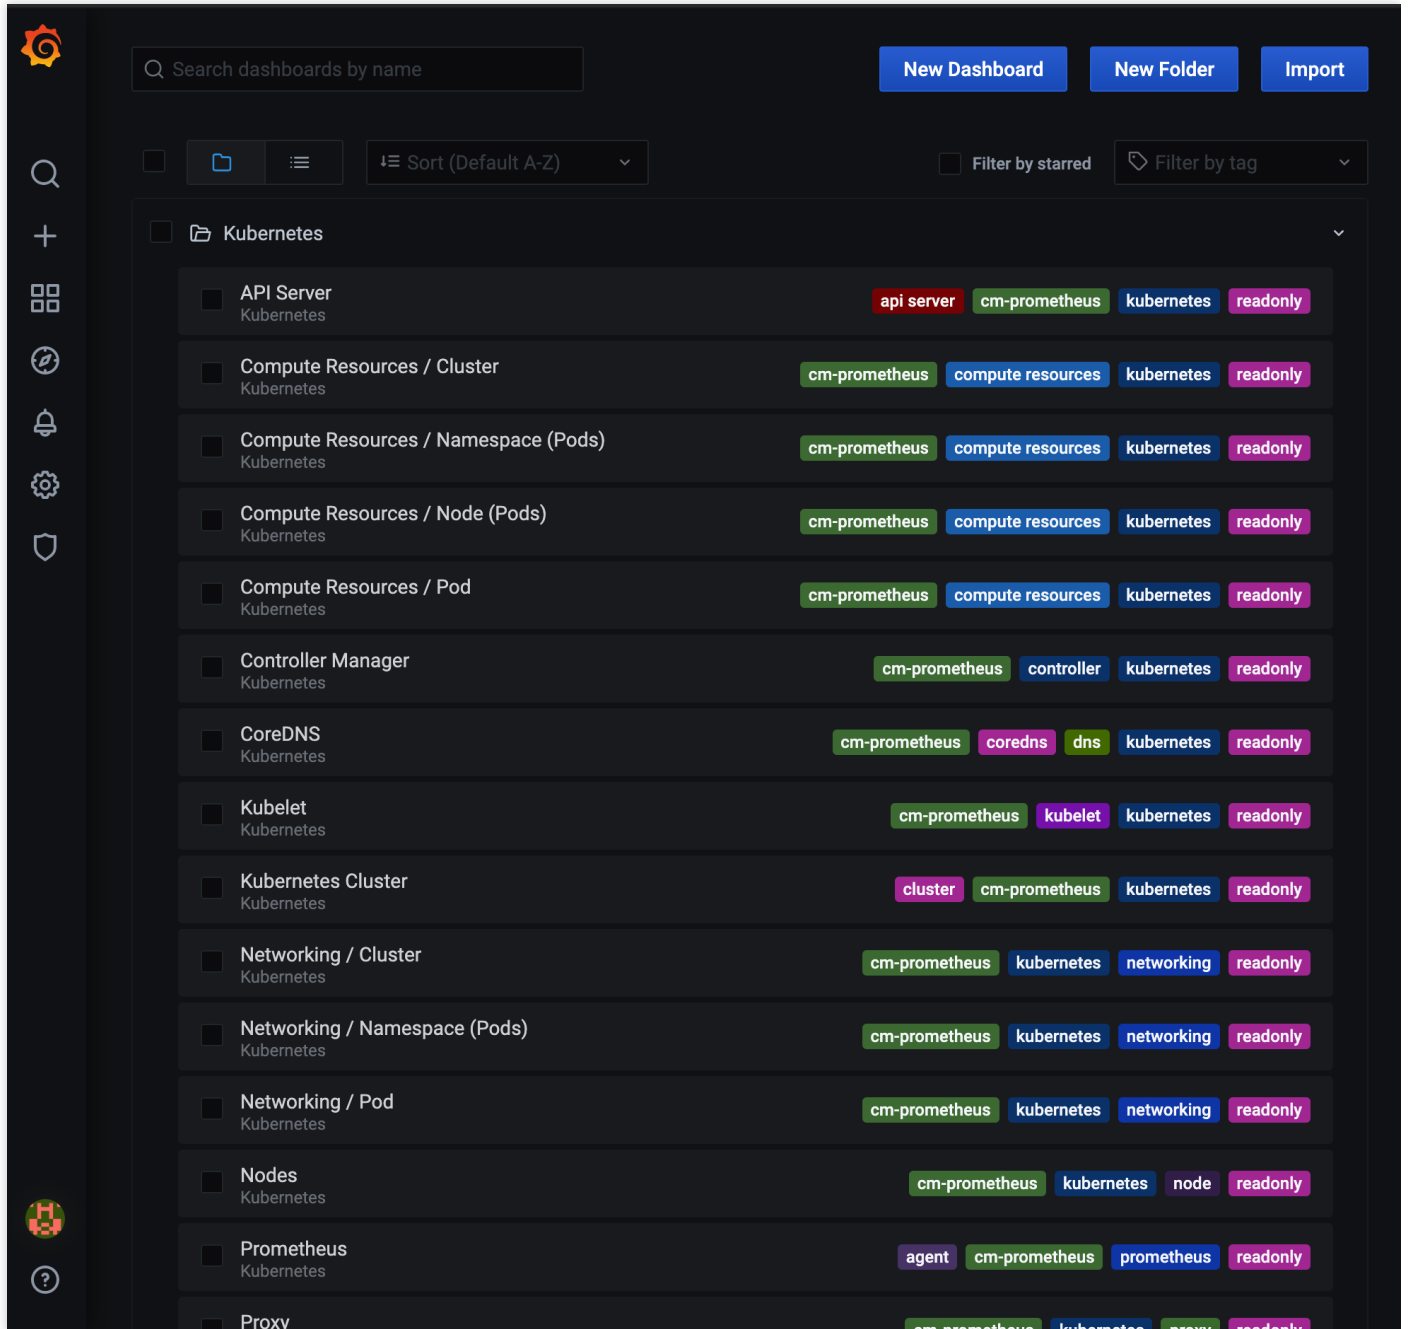 Search dashboards by name
New Dashboard
New Folder
Import
Sort (Default A-Z)
Filter by starred
Filter by tag
Kubernetes
API Server
Kubernetes
api server cm-prometheus kubernetes readonly
Compute Resources / Cluster
Kubernetes
cm-prometheus compute resources kubernetes readonly
Compute Resources / Namespace (Pods)
Kubernetes
cm-prometheus compute resources kubernetes readonly
Compute Resources / Node (Pods)
Kubernetes
cm-prometheus compute resources kubernetes readonly
Compute Resources / Pod
Kubernetes
cm-prometheus compute resources kubernetes readonly
Controller Manager
Kubernetes
cm-prometheus controller kubernetes readonly
CoreDNS
Kubernetes
cm-prometheus coredns dns kubernetes readonly
Kubelet
Kubernetes
cm-prometheus kubelet kubernetes readonly
Kubernetes Cluster
Kubernetes
cluster cm-prometheus kubernetes readonly
Networking / Cluster
Kubernetes
cm-prometheus kubernetes networking readonly
Networking / Namespace (Pods)
Kubernetes
cm-prometheus kubernetes networking readonly
Networking / Pod
Kubernetes
cm-prometheus kubernetes networking readonly
Nodes
Kubernetes
cm-prometheus kubernetes node readonly
Prometheus
Kubernetes
agent cm-prometheus prometheus readonly
Proxy
cm-prometheus kubernetes proxy readonly